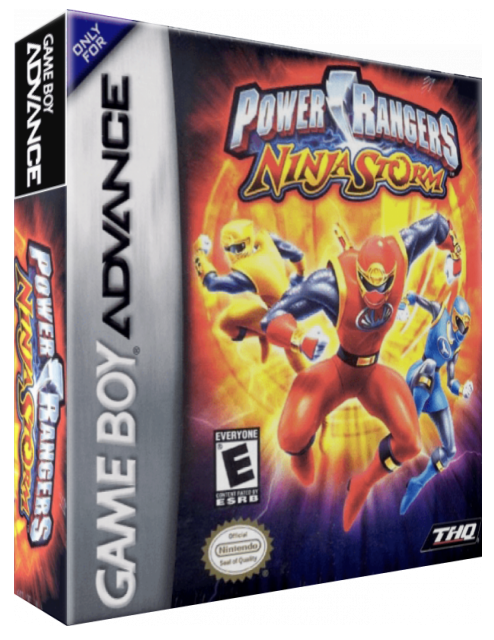 GAME BOY
ADVANCE
POWER RANGERS
NINJA STORM
ONLY
FOR
GAME BOY ADVANCE
POWER RANGERS
NINJA STORM
EVERYONE
E
CONTENT RATED BY
ESRB
Official
Nintendo
Seal of Quality
THQ